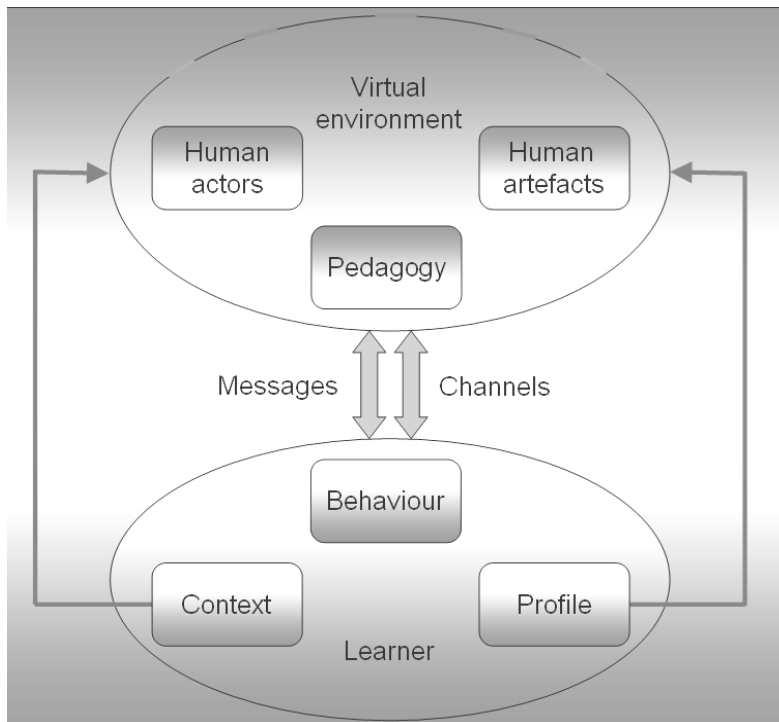 Virtual
environment
Human
actors
Human
artefacts
Pedagogy
Messages
Channels
Behaviour
Context
Profile
Learner